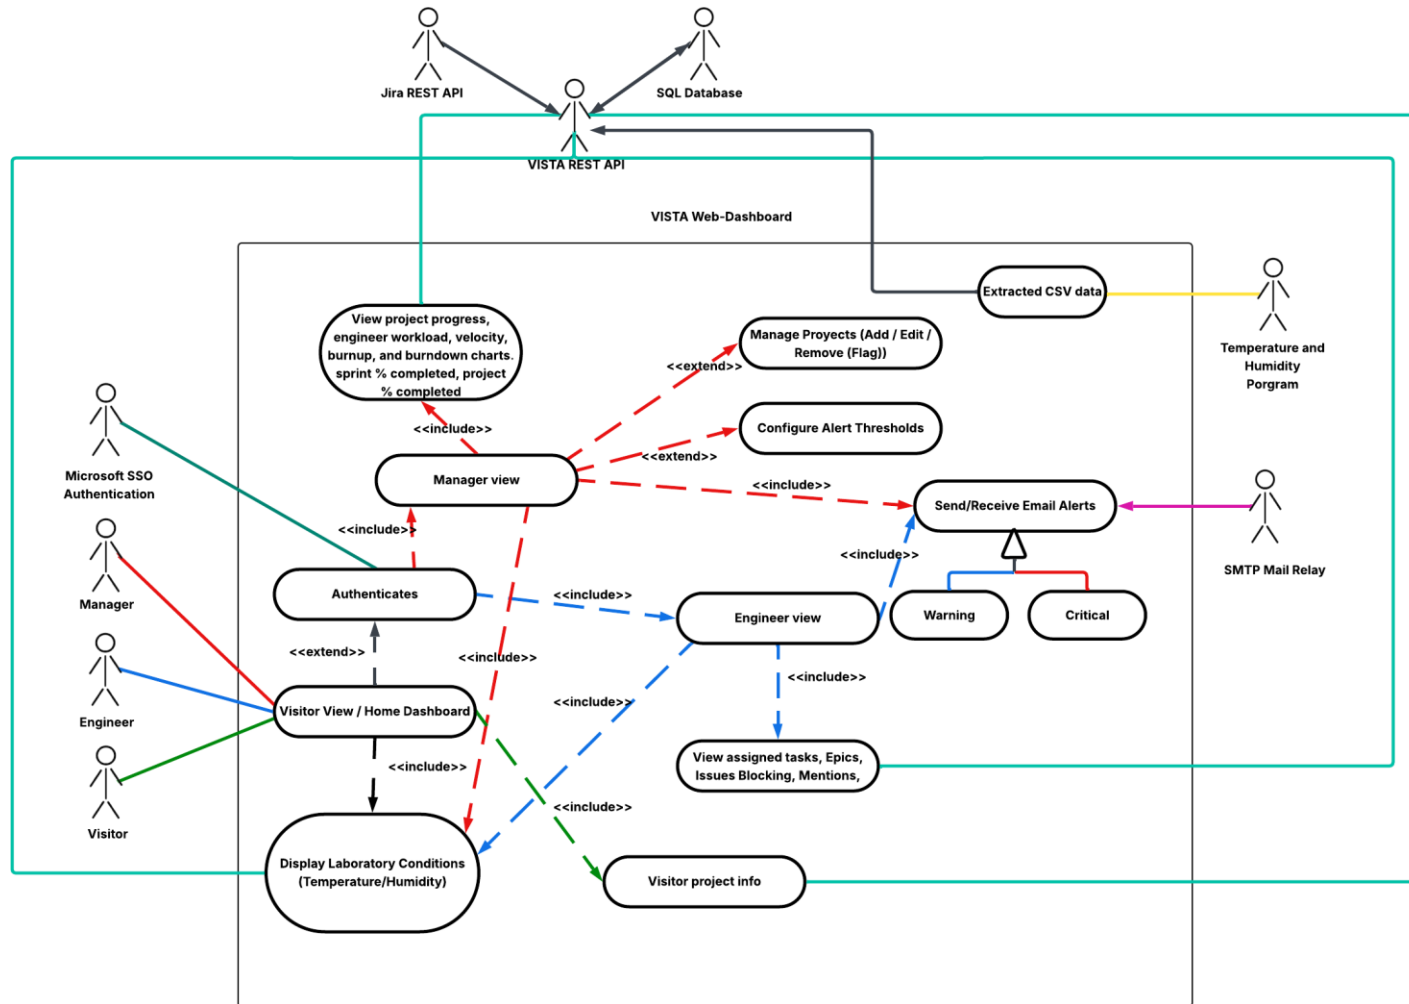 Jira REST API
SQL Database
VISTA REST API
VISTA Web-Dashboard
Extracted CSV data
View project progress,
engineer workload, velocity,
burnup, and burndown charts.
sprint % completed, project
% completed
Manage Proyects (Add / Edit /
Remove (Flag))
Temperature and
Humidity
Porgram
<<extend>>
<<include>>
Configure Alert Thresholds
<<extend>>
Microsoft SSO
Authentication
Manager view
<<include>>
Send/Receive Email Alerts
<<include>>
<<include>>
SMTP Mail Relay
Manager
Authenticates
<<include>>
Engineer view
Warning
Critical
<<extend>>
<<include>>
<<include>>
Engineer
Visitor View / Home Dashboard
<<include>>
<<include>>
View assigned tasks, Epics,
Issues Blocking, Mentions,
Visitor
<<include>>
Display Laboratory Conditions
(Temperature/Humidity)
Visitor project info